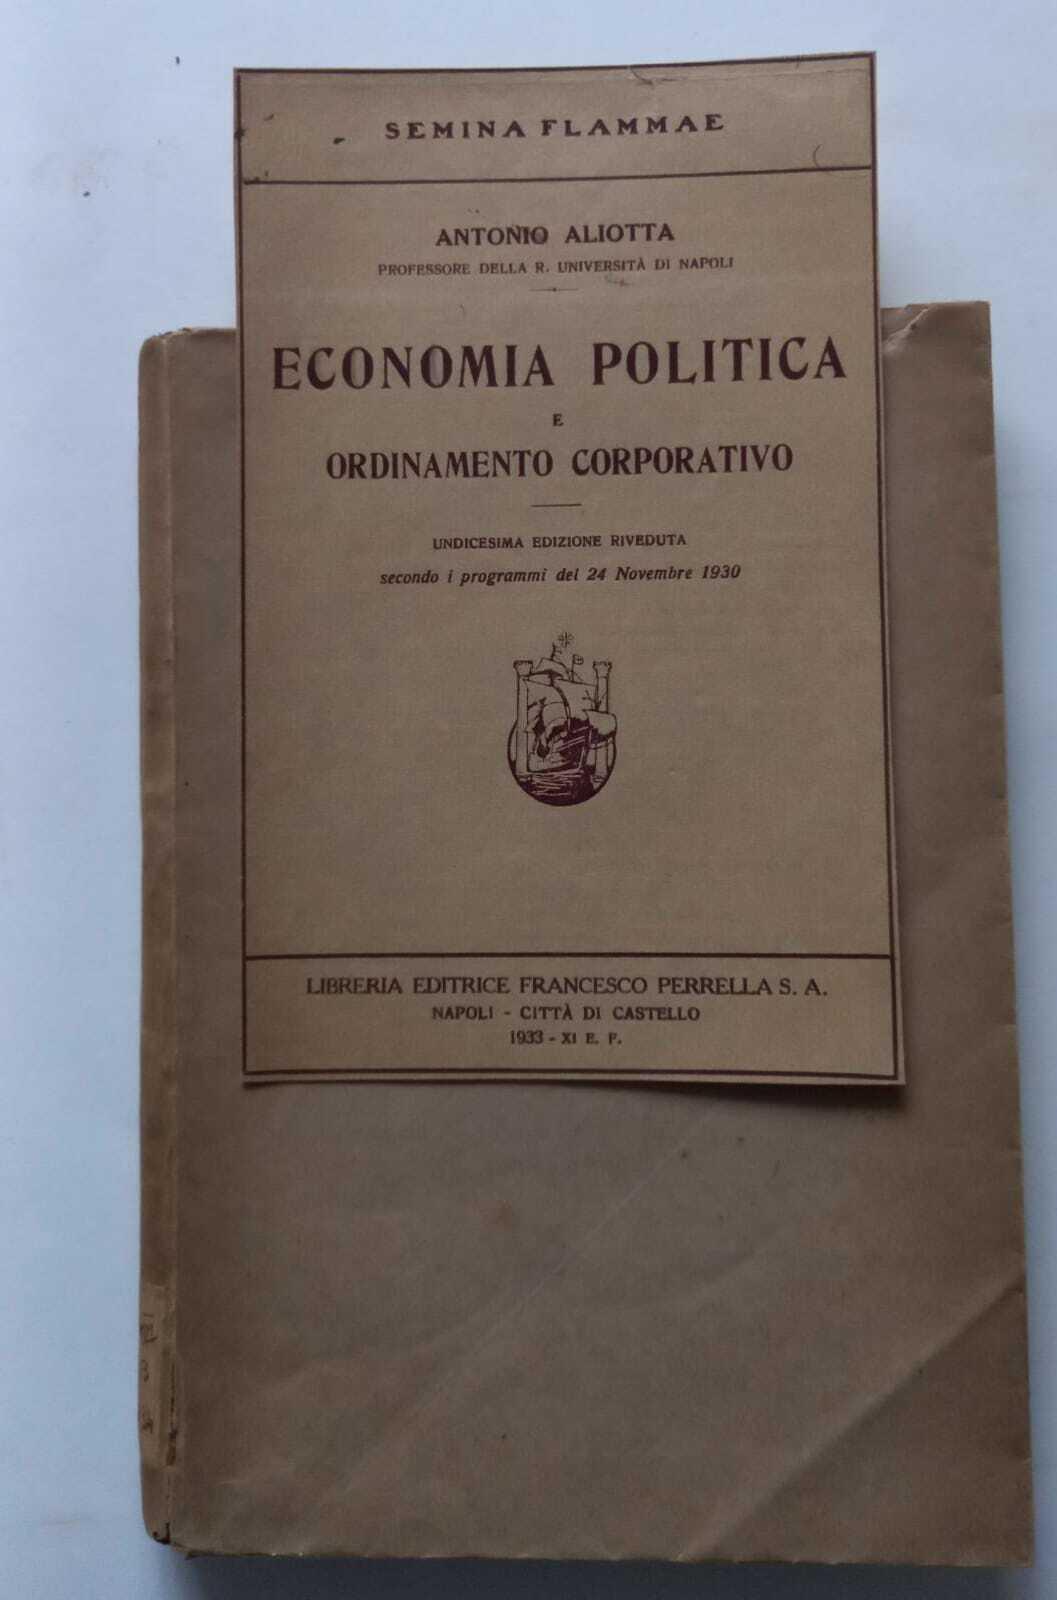 SEMINA FLAMMAE
ANTONIO ALIOTTA
PROFESSORE DELLA R. UNIVERSITÀ DI NAPOLI
ECONOMIA POLITICA
E
ORDINAMENTO CORPORATIVO
UNDICESIMA EDIZIONE RIVEDUTA
secondo i programmi del 24 Novembre 1930
LIBRERIA EDITRICE FRANCESCO PERRELLA S. A.
NAPOLI - CITTÀ DI CASTELLO
1933 - XI E. F.